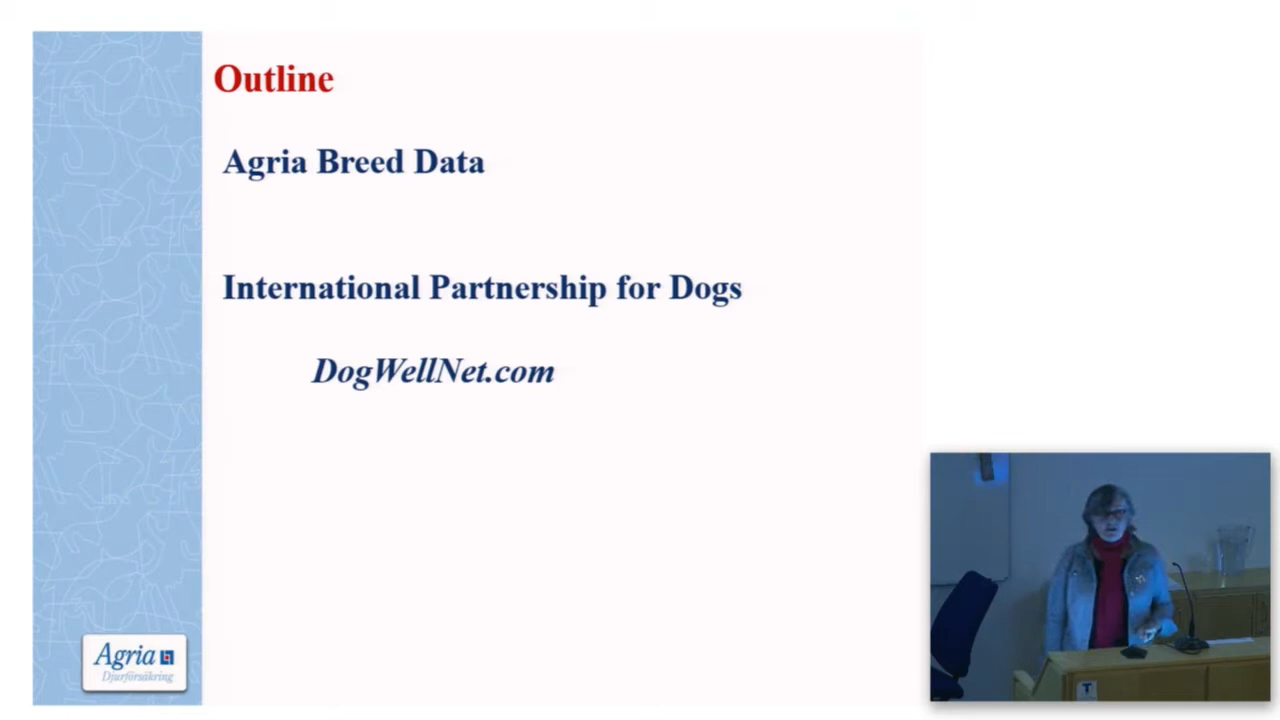 Outline
Agria Breed Data
International Partnership for Dogs
DogWellNet.com
Agria
Djurförsäkring
T